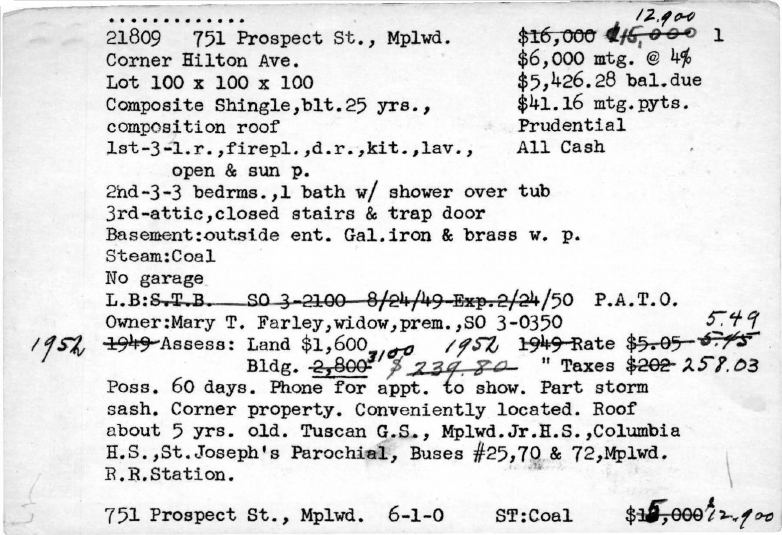 12.900
21809 751 Prospect St., Mplwd. $16,000 $15,000 1
Corner Hilton Ave. $6,000 mtg. @ 4%
Lot 100 x 100 x 100 $5,426.28 bal.due
Composite Shingle,blt.25 yrs., $41.16 mtg.pyts.
composition roof Prudential
1st-3-l.r.,firepl.,d.r.,kit.,lav., All Cash
open & sun p.
2nd-3-3 bedrms.,1 bath w/ shower over tub
3rd-attic,closed stairs & trap door
Basement:outside ent. Gal.iron & brass w. p.
Steam:Coal
No garage
L.B:S.T.B. SO 3-2100 8/24/49-Exp.2/24/50 P.A.T.O.
Owner:Mary T. Farley,widow,prem.,SO 3-0350 5.49
1952 1949 Assess: Land $1,600 1952 1949 Rate $5.05 5.45
Bldg. 2,800 3100 $ 239.80 " Taxes $202 258.03
Poss. 60 days. Phone for appt. to show. Part storm
sash. Corner property. Conveniently located. Roof
about 5 yrs. old. Tuscan G.S., Mplwd.Jr.H.S.,Columbia
H.S.,St.Joseph's Parochial, Buses #25,70 & 72,Mplwd.
R.R.Station.
751 Prospect St., Mplwd. 6-1-0 ST:Coal $15,000 12.900